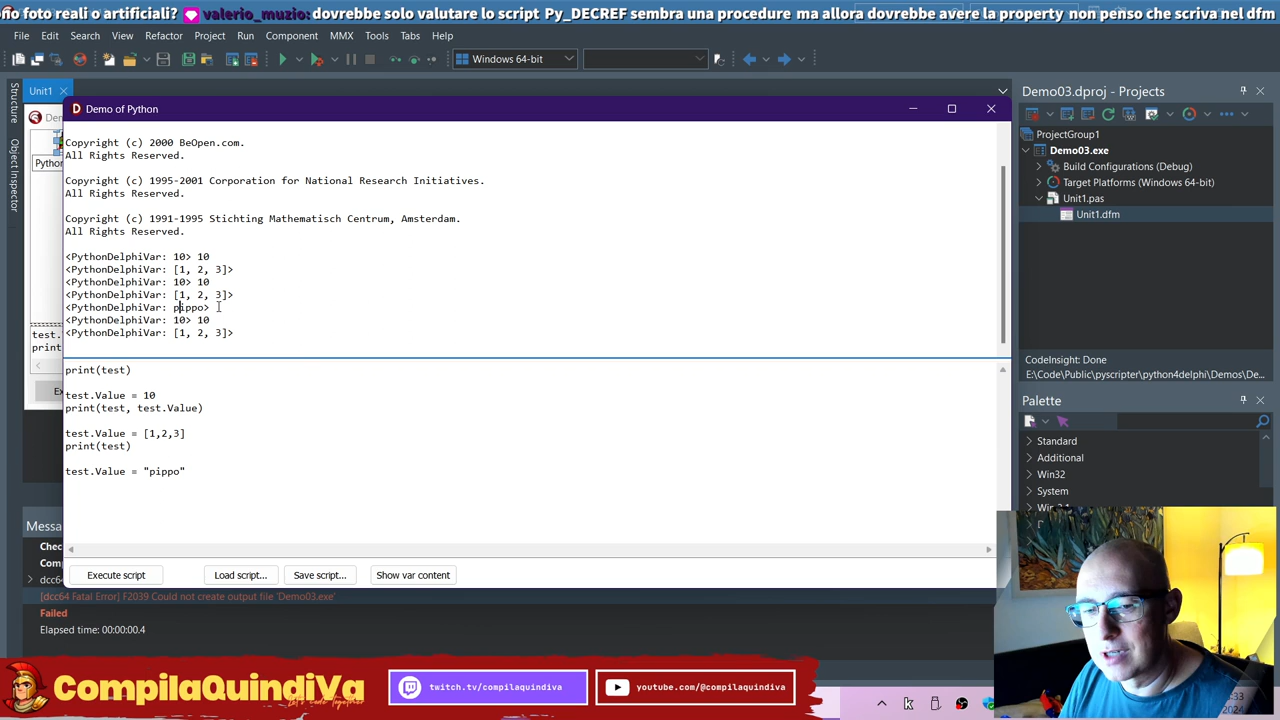 no foto reali o artificiali? valerio_muzio: dovrebbe solo valutare lo script Py_DECREF sembra una procedure ma allora dovrebbe avere la property non penso che scriva nel dfm
File Edit Search View Refactor Project Run Component MMX Tools Tabs Help
Windows 64-bit
Unit1
Structure
Object Inspector
Demo of Python
Copyright (c) 2000 BeOpen.com.
All Rights Reserved.
Copyright (c) 1995-2001 Corporation for National Research Initiatives.
All Rights Reserved.
Copyright (c) 1991-1995 Stichting Mathematisch Centrum, Amsterdam.
All Rights Reserved.
<PythonDelphiVar: 10> 10
<PythonDelphiVar: [1, 2, 3]>
<PythonDelphiVar: 10> 10
<PythonDelphiVar: [1, 2, 3]>
<PythonDelphiVar: pippo>
<PythonDelphiVar: 10> 10
<PythonDelphiVar: [1, 2, 3]>
print(test)
test.Value = 10
print(test, test.Value)
test.Value = [1,2,3]
print(test)
test.Value = "pippo"
Execute script
Load script...
Save script...
Show var content
Demo03.dproj - Projects
ProjectGroup1
Demo03.exe
Build Configurations (Debug)
Target Platforms (Windows 64-bit)
Unit1.pas
Unit1.dfm
CodeInsight: Done
E:\Code\Public\pyscripter\python4delphi\Demos\De...
Palette
Standard
Additional
Win32
System
[dcc64 Fatal Error] F2039 Could not create output file 'Demo03.exe'
Failed
Elapsed time: 00:00:00.4
CompilaQuindiVa
Let's code Together
twitch.tv/compilaquindiva
youtube.com/@compilaquindiva